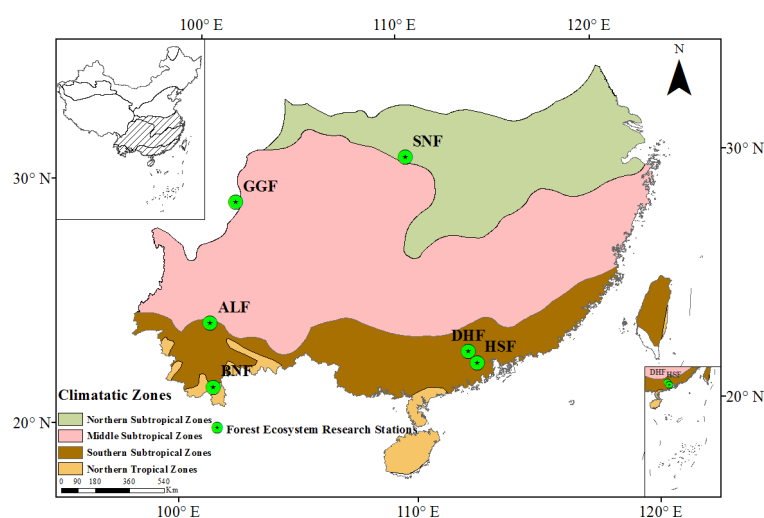 100° E 110° E 120° E
N
SNF
30° N
30° N
GGF
ALF
DHF
HSF
BNF
DHF HSF
Climatatic Zones
20° N
20° N
Northern Subtropical Zones
Forest Ecosystem Research Stations
Middle Subtropical Zones
Southern Subtropical Zones
Northern Tropical Zones
0 90 180 360 540
Km
100° E 110° E 120° E